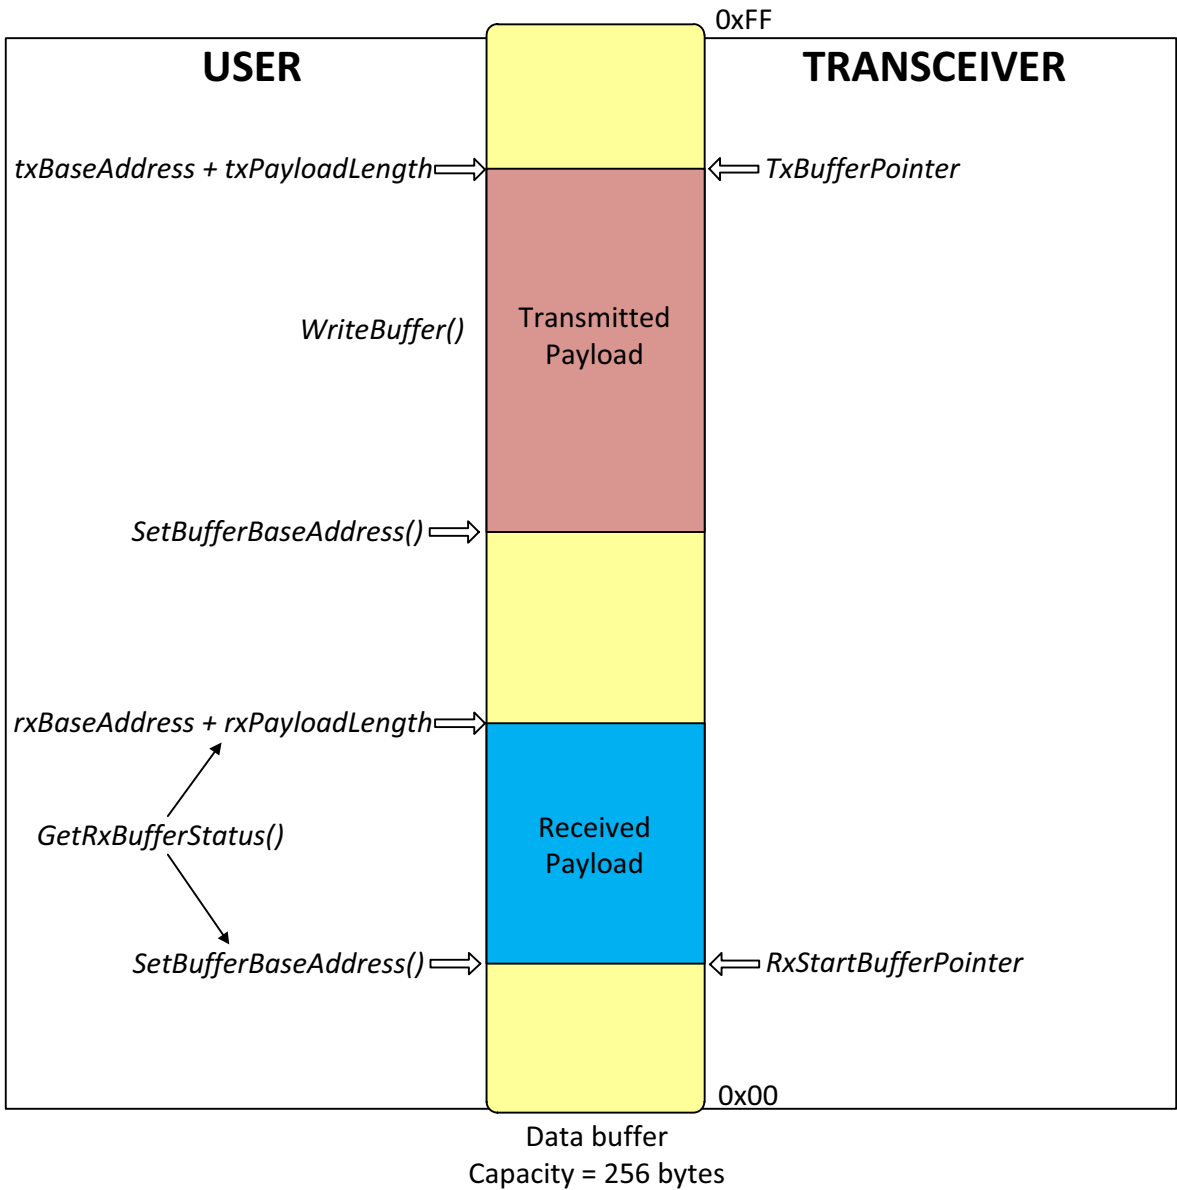 0xFF
USER
TRANSCEIVER
txBaseAddress + txPayloadLength
TxBufferPointer
WriteBuffer()
Transmitted
Payload
SetBufferBaseAddress()
rxBaseAddress + rxPayloadLength
GetRxBufferStatus()
Received
Payload
SetBufferBaseAddress()
RxStartBufferPointer
0x00
Data buffer
Capacity = 256 bytes